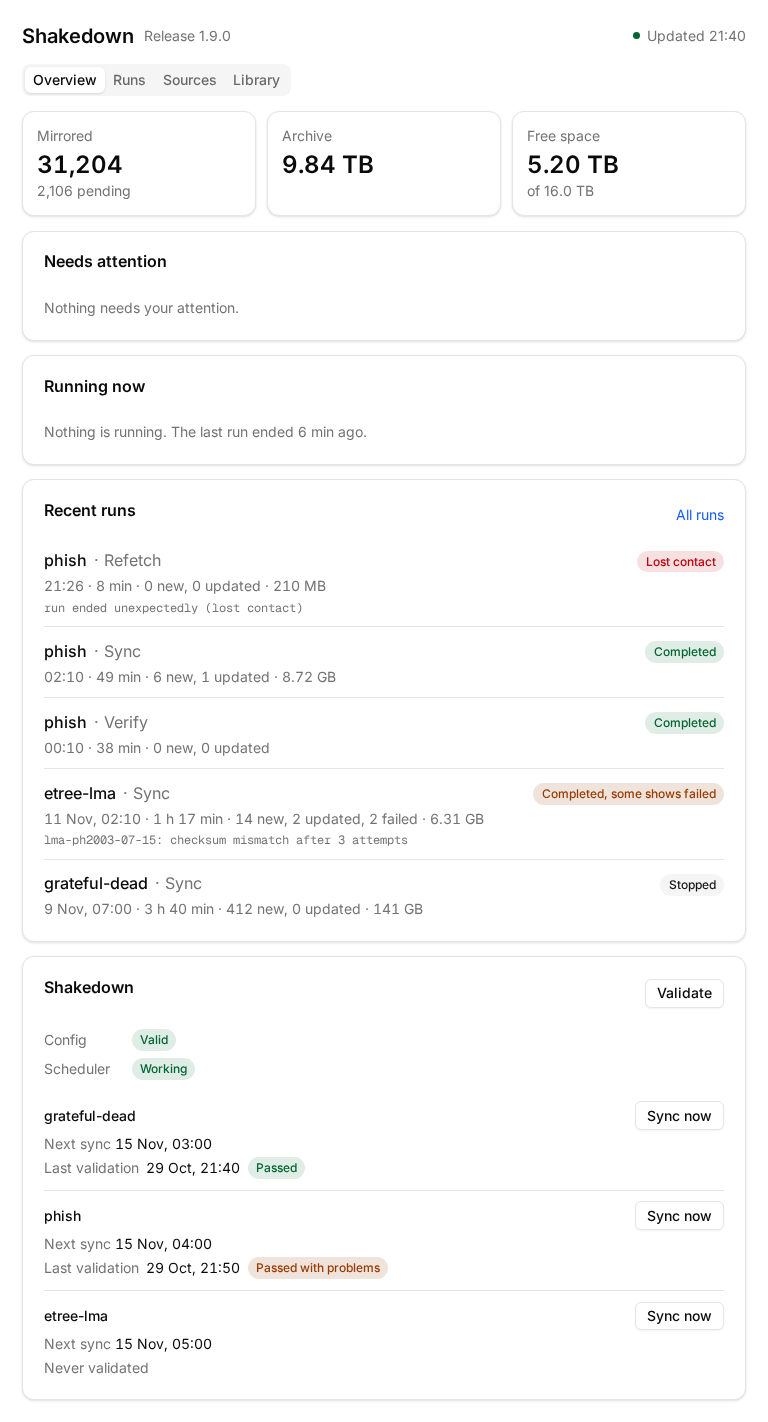 Shakedown Release 1.9.0
Updated 21:40
Overview Runs Sources Library
Mirrored
31,204
2,106 pending
Archive
9.84 TB
Free space
5.20 TB
of 16.0 TB
Needs attention
Nothing needs your attention.
Running now
Nothing is running. The last run ended 6 min ago.
Recent runs
All runs
phish · Refetch
Lost contact
21:26 · 8 min · 0 new, 0 updated · 210 MB
run ended unexpectedly (lost contact)
phish · Sync
Completed
02:10 · 49 min · 6 new, 1 updated · 8.72 GB
phish · Verify
Completed
00:10 · 38 min · 0 new, 0 updated
etree-lma · Sync
Completed, some shows failed
11 Nov, 02:10 · 1 h 17 min · 14 new, 2 updated, 2 failed · 6.31 GB
lma-ph2003-07-15: checksum mismatch after 3 attempts
grateful-dead · Sync
Stopped
9 Nov, 07:00 · 3 h 40 min · 412 new, 0 updated · 141 GB
Shakedown
Validate
Config Valid
Scheduler Working
grateful-dead
Sync now
Next sync 15 Nov, 03:00
Last validation 29 Oct, 21:40 Passed
phish
Sync now
Next sync 15 Nov, 04:00
Last validation 29 Oct, 21:50 Passed with problems
etree-lma
Sync now
Next sync 15 Nov, 05:00
Never validated